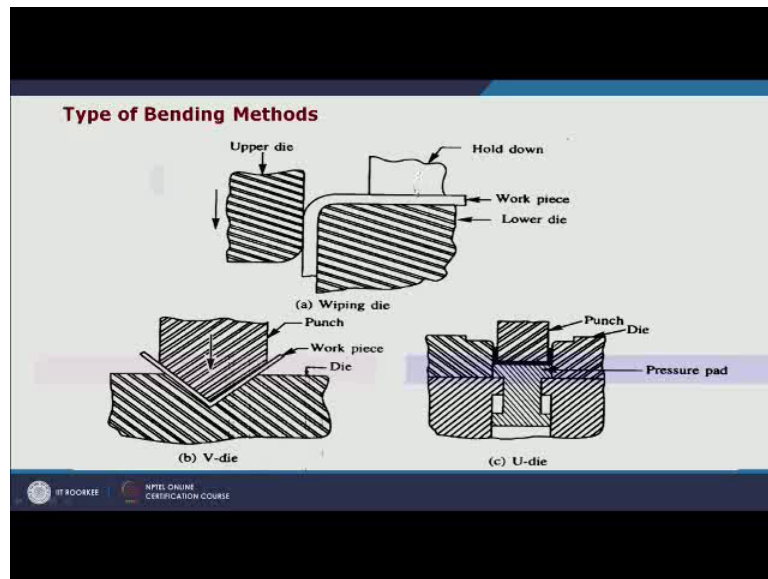 Type of Bending Methods
Upper die
Hold down
Work piece
Lower die
(a) Wiping die
Punch
Work piece
Die
(b) V-die
Punch
Die
Pressure pad
(c) U-die
IIT ROORKEE
NPTEL ONLINE
CERTIFICATION COURSE